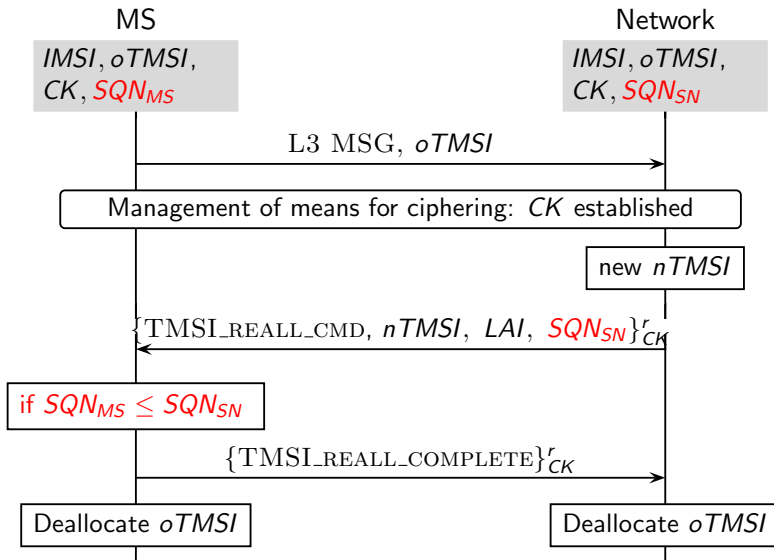 MS
Network
IMSI, oTMSI,
CK, SQN_MS
IMSI, oTMSI,
CK, SQN_SN
L3 MSG, oTMSI
Management of means for ciphering: CK established
new nTMSI
{TMSI_REALL_CMD, nTMSI, LAI, SQN_SN}^r_CK
if SQN_MS ≤ SQN_SN
{TMSI_REALL_COMPLETE}^r_CK
Deallocate oTMSI
Deallocate oTMSI